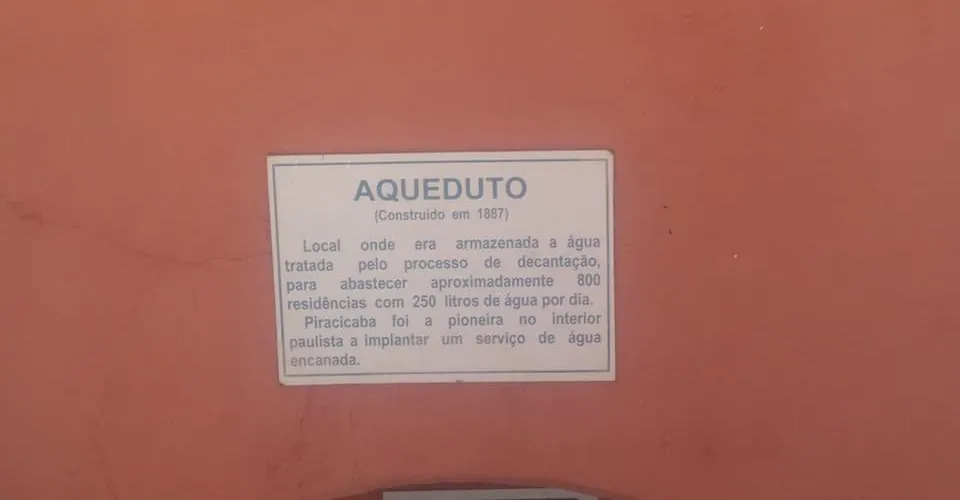 AQUEDUTO
(Construido em 1887)
Local onde era armazenada a água
tratada pelo processo de decantação,
para abastecer aproximadamente 800
residências com 250 litros de água por dia.
Piracicaba foi a pioneira no interior
paulista a implantar um serviço de água
encanada.